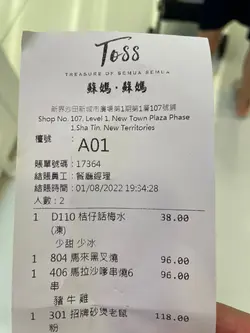 Toss
TREASURE OF SEMUA SEMUA
蘇媽·蘇媽
新界沙田新城市廣場第1期第1層107號舖
Shop No. 107, Level 1, New Town Plaza Phase
1,Sha Tin, New Territories
檯號：
A01
賬單號碼：17364
結賬員工：餐廳經理
結賬時間：01/08/2022 19:34:28
人數：2
1 D110 桔仔話梅水 38.00
(凍)
少甜 少冰
1 804 馬來黑叉燒 96.00
1 406 馬拉沙嗲串燒6 96.00
串
豬 牛 雞
1 301 招牌砂煲老鼠 118.00
粉